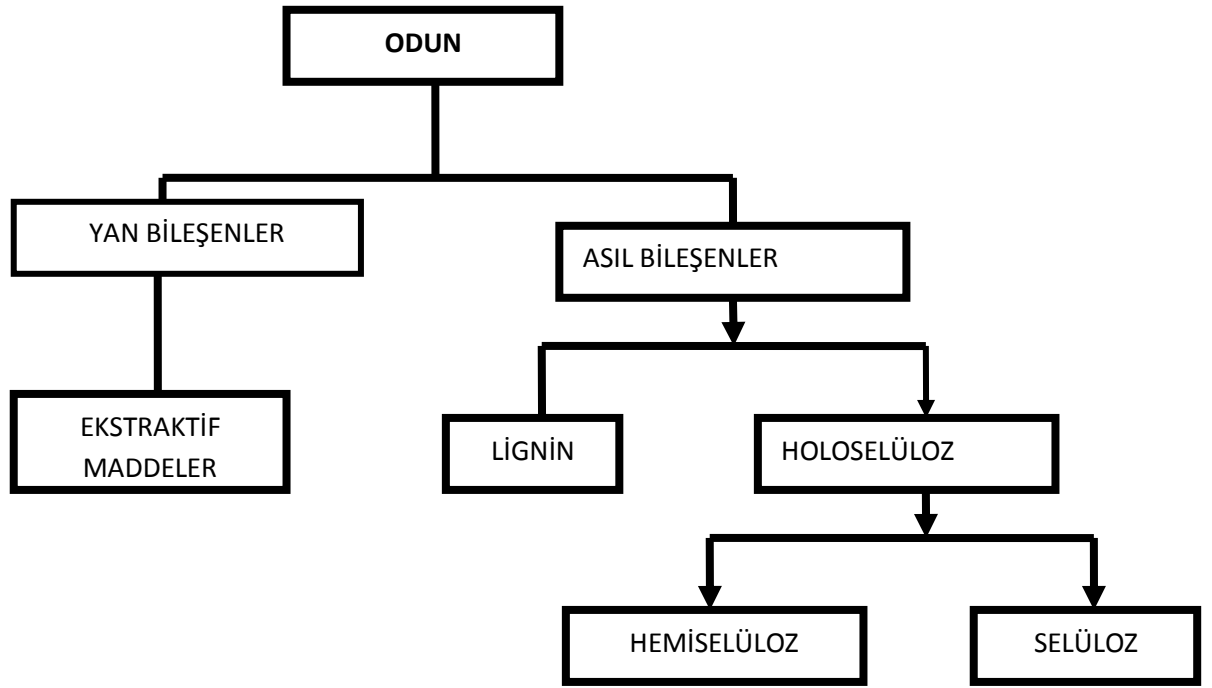 ODUN
YAN BİLEŞENLER
ASIL BİLEŞENLER
EKSTRAKTİF
MADDELER
LİGNİN
HOLOSELÜLOZ
HEMİSELÜLOZ
SELÜLOZ